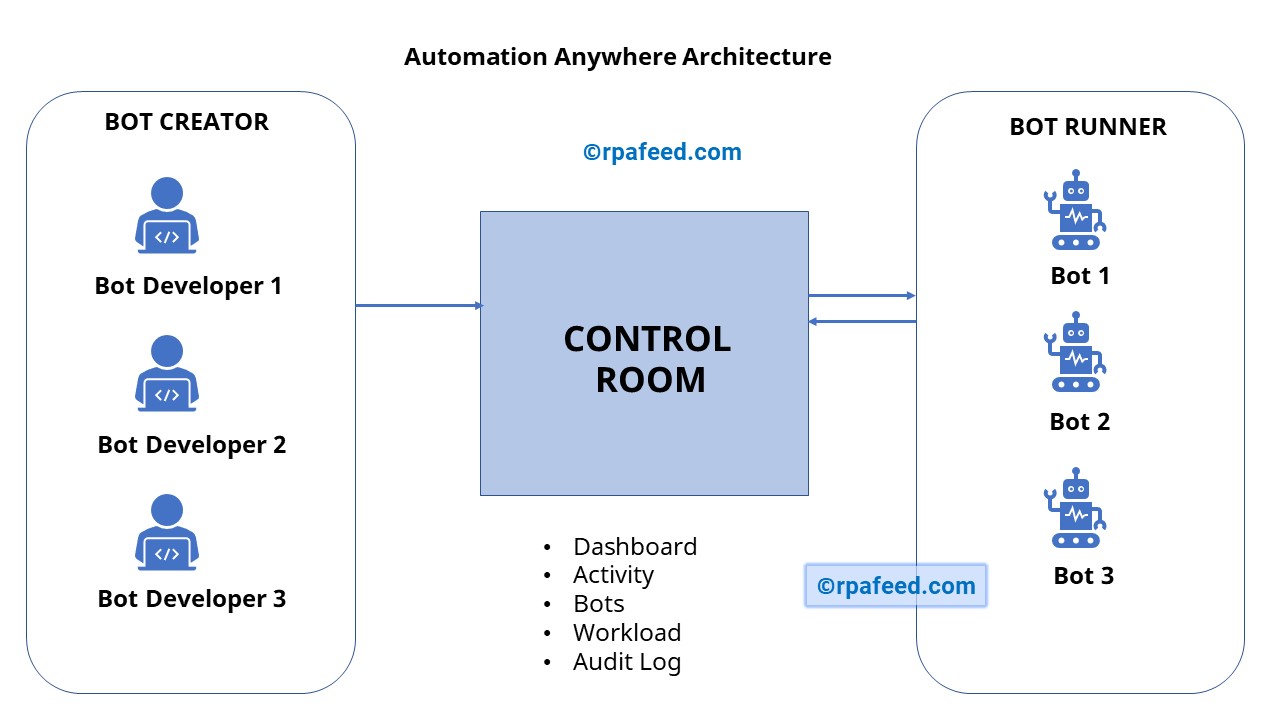 Automation Anywhere Architecture
BOT CREATOR
Bot Developer 1
Bot Developer 2
Bot Developer 3
©rpafeed.com
CONTROL
ROOM
• Dashboard
• Activity
• Bots
• Workload
• Audit Log
©rpafeed.com
BOT RUNNER
Bot 1
Bot 2
Bot 3